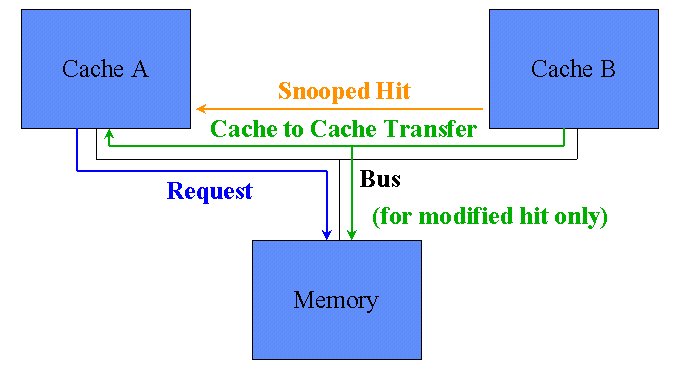 Cache A
Cache B
Snooped Hit
Cache to Cache Transfer
Request
Bus
(for modified hit only)
Memory